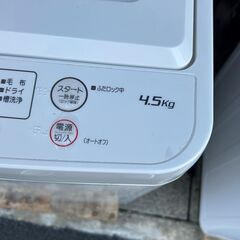 ■毛 布
■ドライ
■槽洗浄
スタート
一時停止
■ふたロック中
4.5Kg
電源
切/入
(オートオフ)